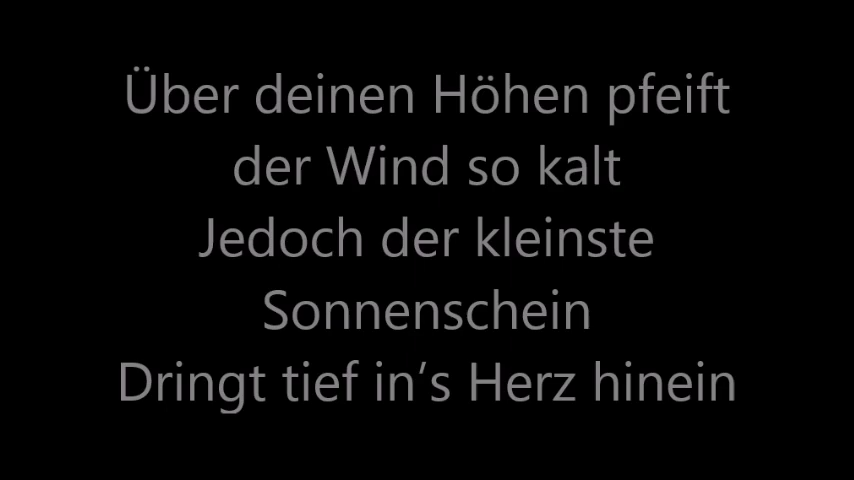 Über deinen Höhen pfeift
der Wind so kalt
Jedoch der kleinste
Sonnenschein
Dringt tief in’s Herz hinein